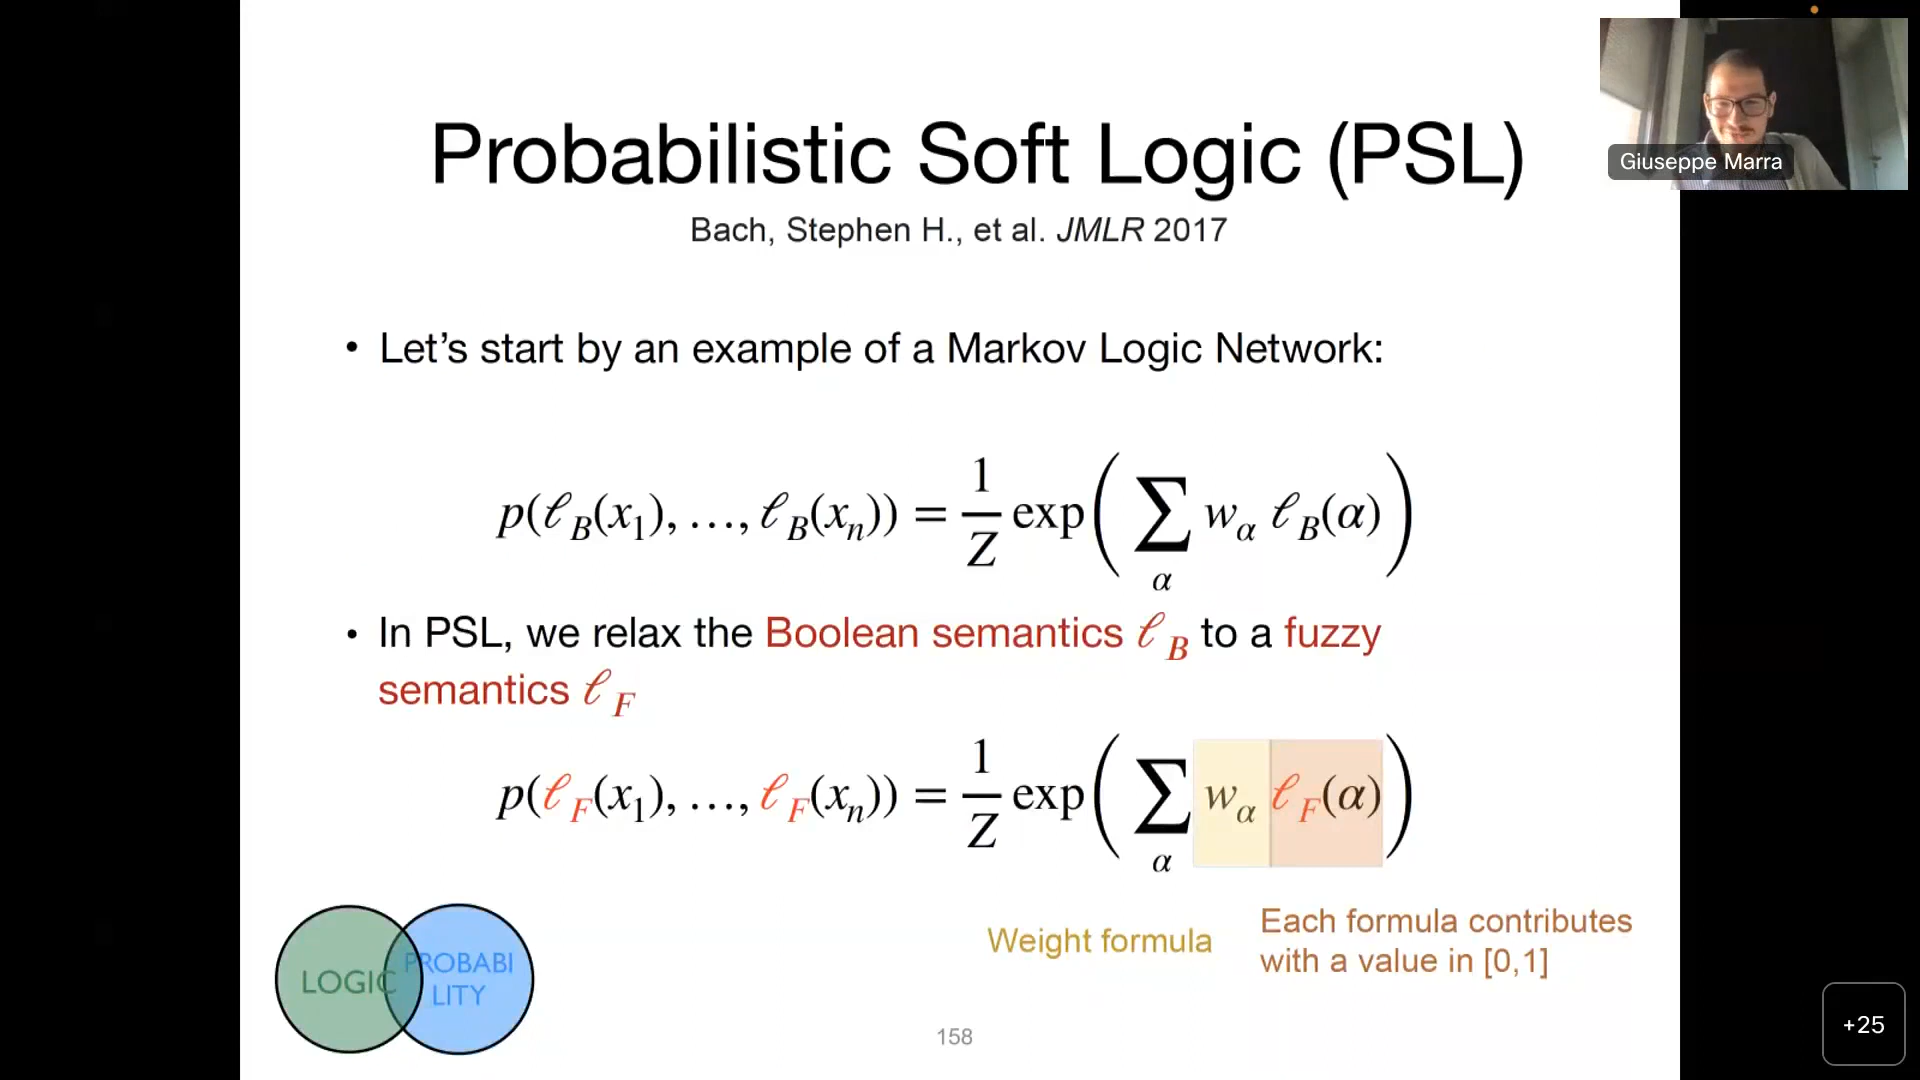 Probabilistic Soft Logic (PSL)
Giuseppe Marra
Bach, Stephen H., et al. JMLR 2017
• Let’s start by an example of a Markov Logic Network:
p(ℓ_B(x_1), …, ℓ_B(x_n)) = 1/Z exp( ∑_α w_α ℓ_B(α) )
• In PSL, we relax the Boolean semantics ℓ_B to a fuzzy
semantics ℓ_F
p(ℓ_F(x_1), …, ℓ_F(x_n)) = 1/Z exp( ∑_α w_α ℓ_F(α) )
Weight formula
Each formula contributes
with a value in [0,1]
LOGIC
PROBABI
LITY
158
+25